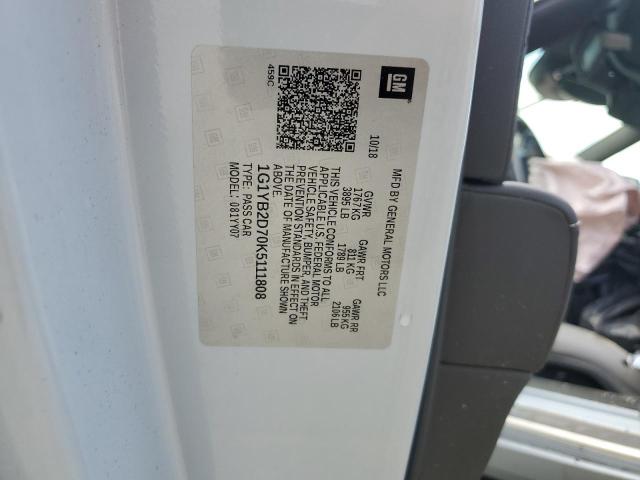 GM
459C
10/18
MFD BY GENERAL MOTORS LLC
GVWR GAWR FRT GAWR RR
1767 KG 811 KG 955 KG
3895 LB 1789 LB 2106 LB
THIS VEHICLE CONFORMS TO ALL
APPLICABLE U.S. FEDERAL MOTOR
VEHICLE SAFETY, BUMPER, AND THEFT
PREVENTION STANDARDS IN EFFECT ON
THE DATE OF MANUFACTURE SHOWN
ABOVE.
1G1YB2D70K5111808
TYPE: PASS CAR
MODEL: 081YY07